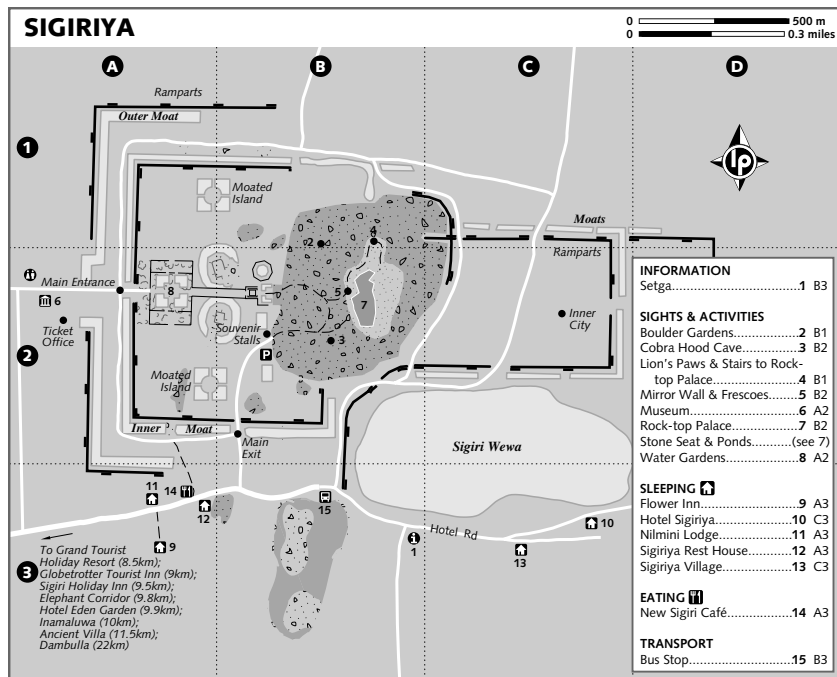 SIGIRIYA
0 500 m
0 0.3 miles
A B C D
Ramparts
Outer Moat
1
Moated
Island
lp
2 4
Moats
Ramparts
Main Entrance
6
8
5
7
Inner
City
Ticket
Office
Souvenir
Stalls
2
P
3
Moated
Island
Inner Moat
Main
Exit
Sigiri Wewa
11
14
12
15
Hotel Rd
10
9
1
13
3
To Grand Tourist
Holiday Resort (8.5km);
Globetrotter Tourist Inn (9km);
Sigiri Holiday Inn (9.5km);
Elephant Corridor (9.8km);
Hotel Eden Garden (9.9km);
Inamaluwa (10km);
Ancient Villa (11.5km);
Dambulla (22km)
INFORMATION
Setga 1 B3
SIGHTS & ACTIVITIES
Boulder Gardens 2 B1
Cobra Hood Cave 3 B2
Lion's Paws & Stairs to Rock-
top Palace 4 B1
Mirror Wall & Frescoes 5 B2
Museum 6 A2
Rock-top Palace 7 B2
Stone Seat & Ponds (see 7)
Water Gardens 8 A2
SLEEPING
Flower Inn 9 A3
Hotel Sigiriya 10 C3
Nilmini Lodge 11 A3
Sigiriya Rest House 12 A3
Sigiriya Village 13 C3
EATING
New Sigiri Café 14 A3
TRANSPORT
Bus Stop 15 B3